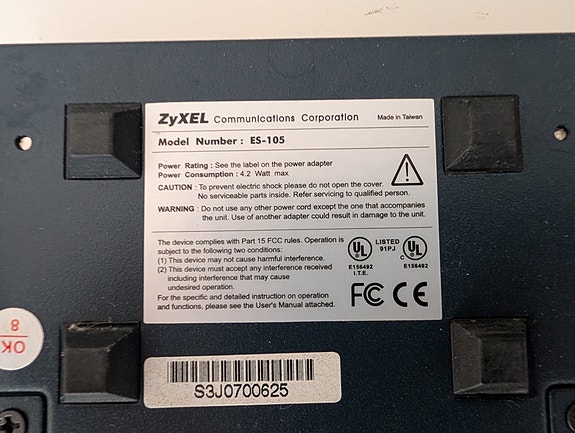 ZyXEL Communications Corporation Made in Taiwan
Model Number : ES-105
Power Rating : See the label on the power adapter
Power Consumption : 4.2 Watt max
CAUTION : To prevent electric shock please do not open the cover.
No serviceable parts inside. Refer servicing to qualified person.
WARNING : Do not use any other power cord except the one that accompanies
the unit. Use of another adapter could result in damage to the unit.
The device complies with Part 15 FCC rules. Operation is
subject to the following two conditions:
(1) This device may not cause harmful interference.
(2) This device must accept any interference received
including interference that may cause
undesired operation.
For the specific and detailed instruction on operation
and functions, please see the User's Manual attached.
UL LISTED 91PJ c UL
E156492 E156492
I.T.E.
FC CE
OK
8
S3J0700625